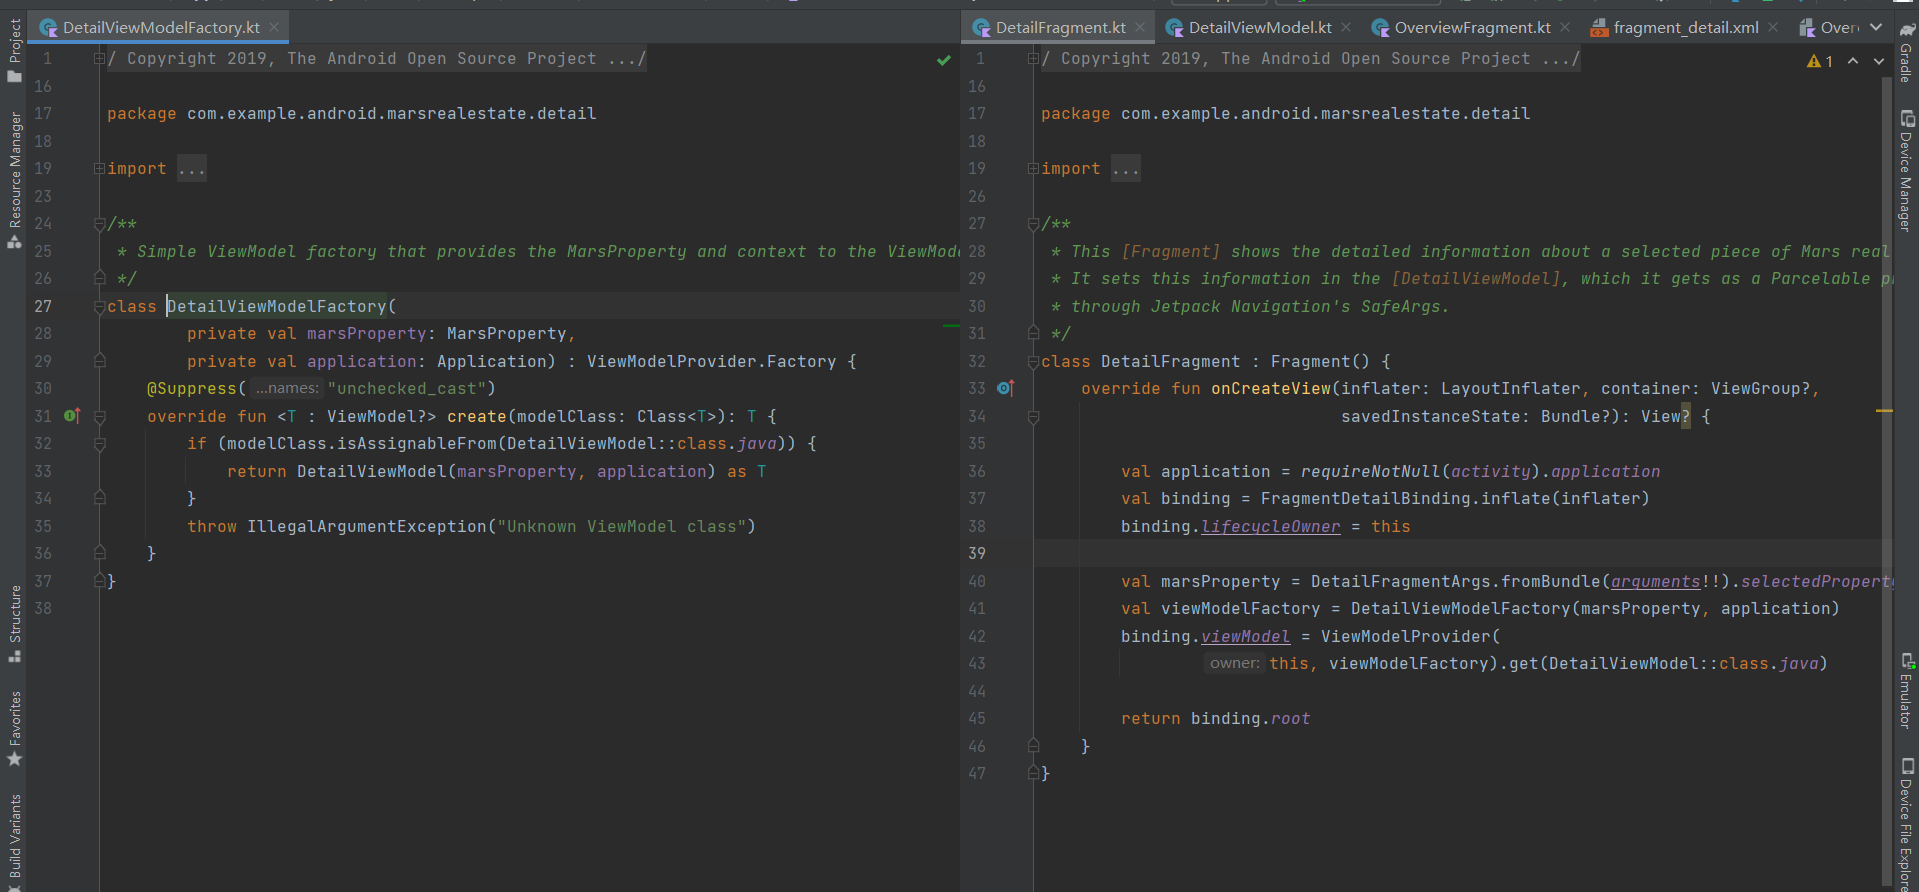 DetailViewModelFactory.kt
DetailFragment.kt
DetailViewModel.kt
OverviewFragment.kt
fragment_detail.xml
Over
Project
Resource Manager
Structure
Favorites
Build Variants
1 / Copyright 2019, The Android Open Source Project .../
16
17 package com.example.android.marsrealestate.detail
18
19 import ...
23
24 /**
25 * Simple ViewModel factory that provides the MarsProperty and context to the ViewMod
26 */
27 class DetailViewModelFactory(
28 private val marsProperty: MarsProperty,
29 private val application: Application) : ViewModelProvider.Factory {
30 @Suppress( ...names: "unchecked_cast")
31 override fun <T : ViewModel?> create(modelClass: Class<T>): T {
32 if (modelClass.isAssignableFrom(DetailViewModel::class.java)) {
33 return DetailViewModel(marsProperty, application) as T
34 }
35 throw IllegalArgumentException("Unknown ViewModel class")
36 }
37 }
38
1 / Copyright 2019, The Android Open Source Project .../
16
17 package com.example.android.marsrealestate.detail
18
19 import ...
26
27 /**
28 * This [Fragment] shows the detailed information about a selected piece of Mars real
29 * It sets this information in the [DetailViewModel], which it gets as a Parcelable p
30 * through Jetpack Navigation's SafeArgs.
31 */
32 class DetailFragment : Fragment() {
33 override fun onCreateView(inflater: LayoutInflater, container: ViewGroup?,
34 savedInstanceState: Bundle?): View? {
35
36 val application = requireNotNull(activity).application
37 val binding = FragmentDetailBinding.inflate(inflater)
38 binding.lifecycleOwner = this
39
40 val marsProperty = DetailFragmentArgs.fromBundle(arguments!!).selectedPropert
41 val viewModelFactory = DetailViewModelFactory(marsProperty, application)
42 binding.viewModel = ViewModelProvider(
43 owner: this, viewModelFactory).get(DetailViewModel::class.java)
44
45 return binding.root
46 }
47 }
1
Gradle
Device Manager
Emulator
Device File Explore